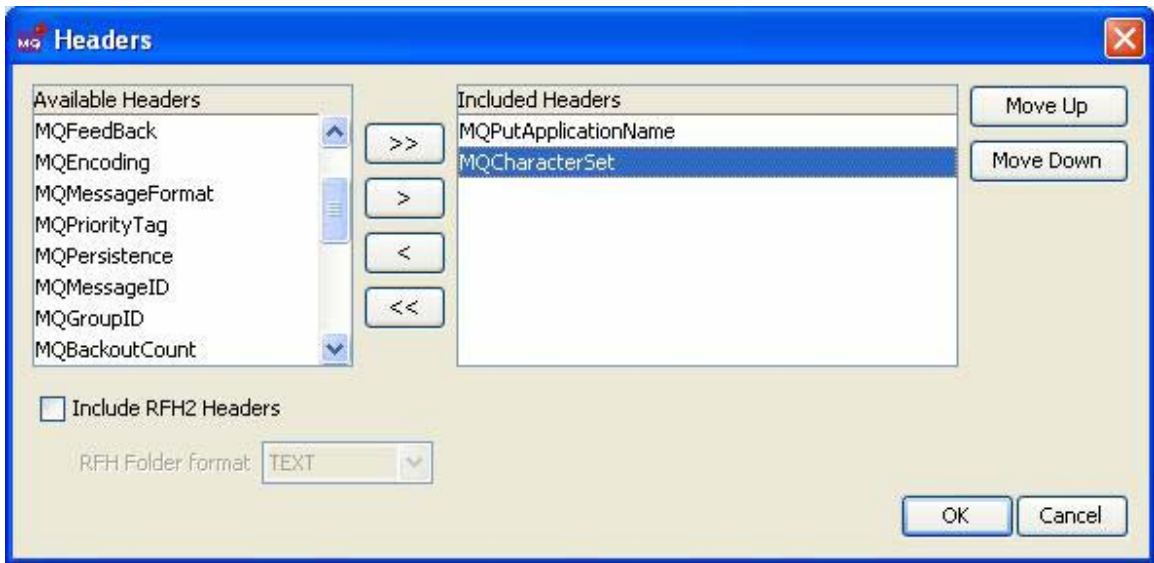 MQ Headers
Available Headers
MQFeedBack
MQEncoding
MQMessageFormat
MQPriorityTag
MQPersistence
MQMessageID
MQGroupID
MQBackoutCount
>>
>
<
<<
Included Headers
MQPutApplicationName
MQCharacterSet
Move Up
Move Down
Include RFH2 Headers
RFH Folder format TEXT
OK Cancel